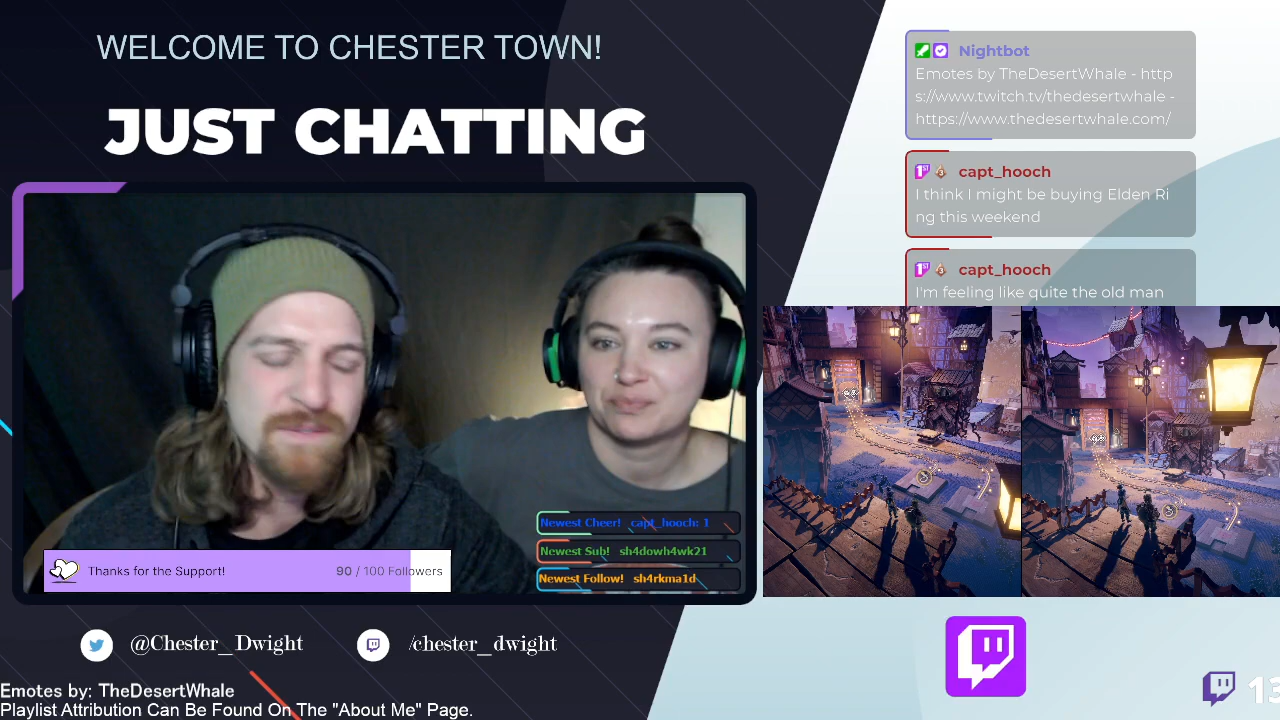 WELCOME TO CHESTER TOWN!
JUST CHATTING
Nightbot
Emotes by TheDesertWhale - http
s://www.twitch.tv/thedesertwhale -
https://www.thedesertwhale.com/
capt_hooch
I think I might be buying Elden Ri
ng this weekend
capt_hooch
I'm feeling like quite the old man
Newest Cheer! capt_hooch: 1
Newest Sub! sh4dowh4wk21
Newest Follow! sh4rkma1d
Thanks for the Support! 90 / 100 Followers
@Chester_Dwight /chester_dwight
Emotes by: TheDesertWhale
Playlist Attribution Can Be Found On The "About Me" Page.
13